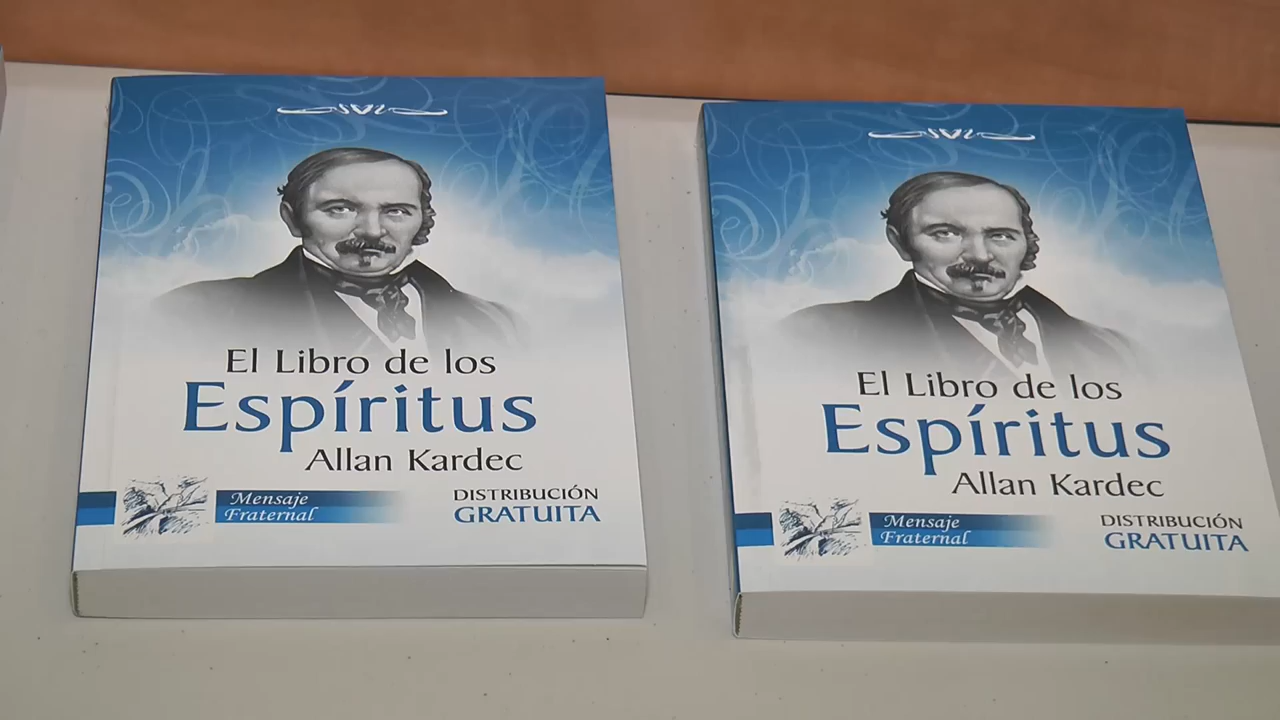 El Libro de los
Espíritus
Allan Kardec
Mensaje
Fraternal
DISTRIBUCIÓN
GRATUITA
El Libro de los
Espíritus
Allan Kardec
Mensaje
Fraternal
DISTRIBUCIÓN
GRATUITA